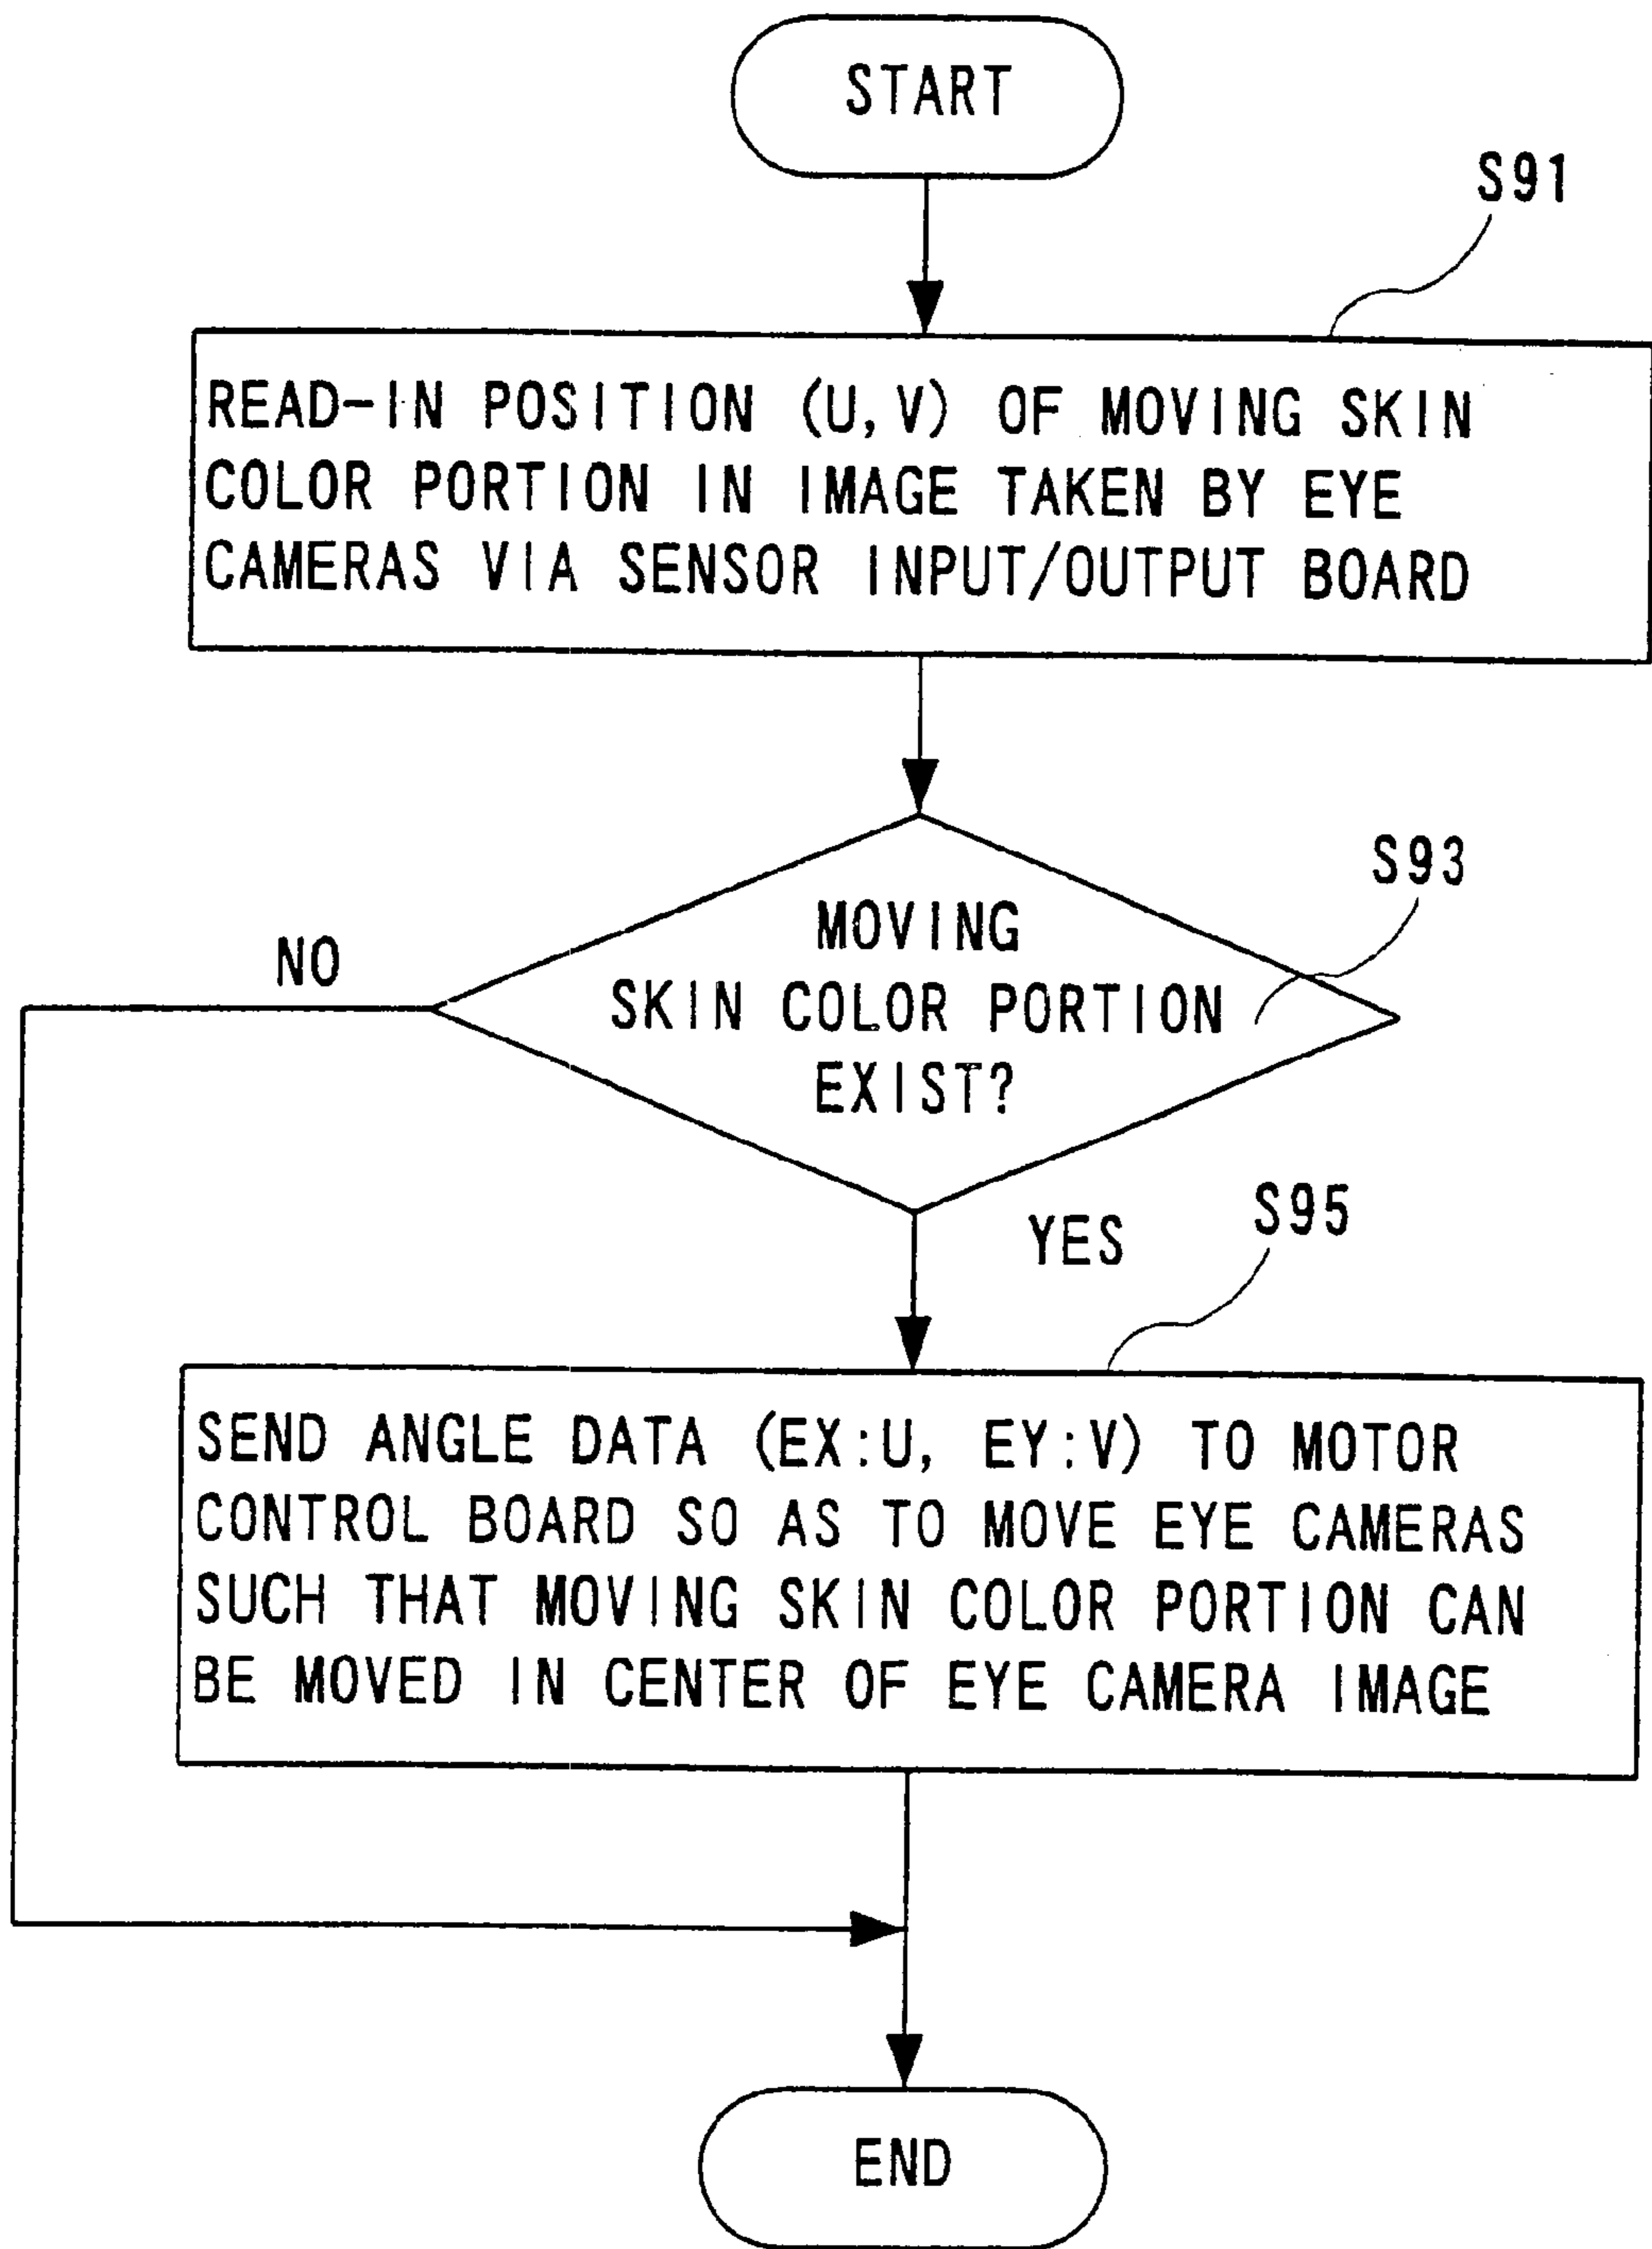 START
S91
READ-IN POSITION (U,V) OF MOVING SKIN
COLOR PORTION IN IMAGE TAKEN BY EYE
CAMERAS VIA SENSOR INPUT/OUTPUT BOARD
S93
MOVING
SKIN COLOR PORTION
EXIST?
NO
YES
S95
SEND ANGLE DATA (EX:U, EY:V) TO MOTOR
CONTROL BOARD SO AS TO MOVE EYE CAMERAS
SUCH THAT MOVING SKIN COLOR PORTION CAN
BE MOVED IN CENTER OF EYE CAMERA IMAGE
END